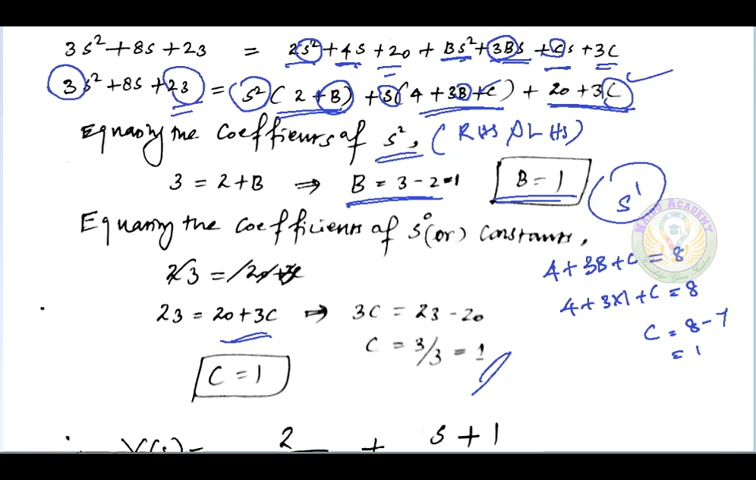 3s²+8s+23 = 2s²+4s+20+Bs²+3Bs+Cs+3C
3s²+8s+23 = s²(2+B)+s(4+3B+C)+20+3C
Equating the coefficients of s², (RHS & LHS)
3 = 2+B ⇒ B = 3-2=1 B = 1
s¹
Equating the coefficients of s⁰ (or) constants,
4+3B+C = 8
23 = 20+3C ⇒ 3C = 23-20
4+3×1+C = 8
C = 3/3 = 1
C = 8-7
= 1
C = 1
2 + s+1
NAIDU ACADEMY